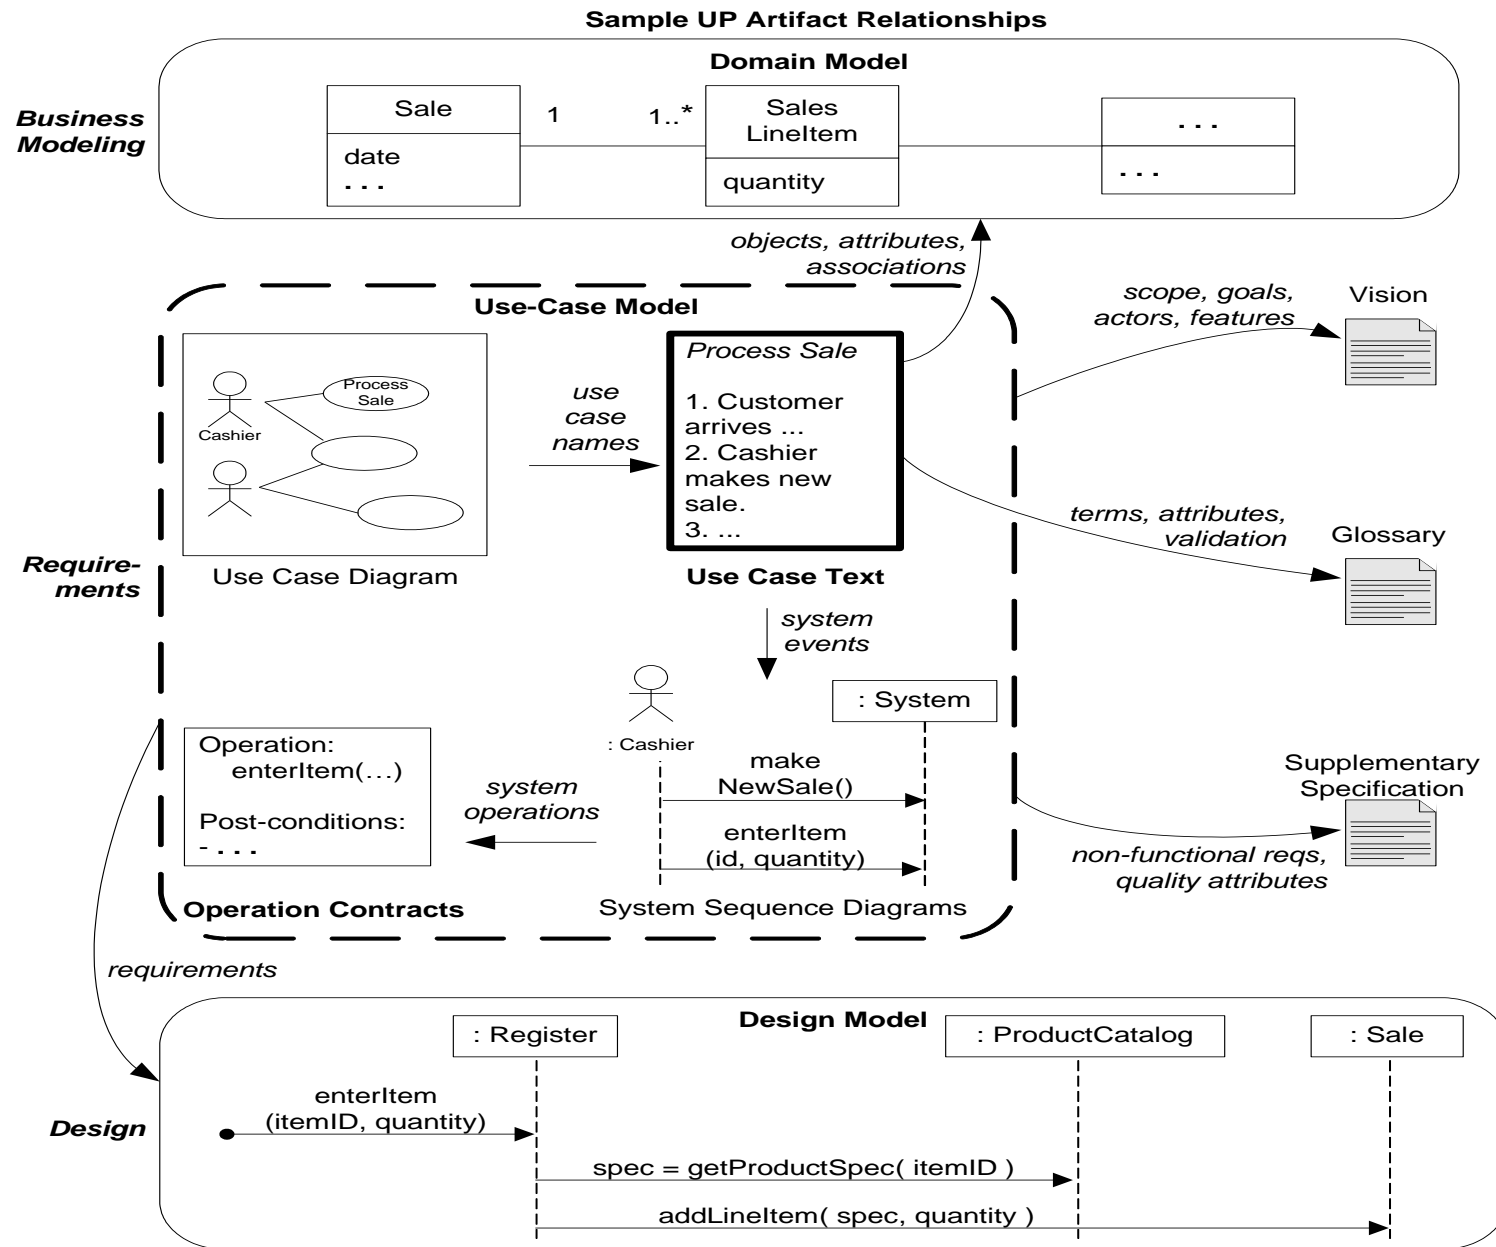 Sample UP Artifact Relationships
Domain Model
Business
Modeling
Sale
1
1..*
Sales
LineItem
. . .
date
. . .
quantity
. . .
objects, attributes,
associations
Use-Case Model
scope, goals,
actors, features
Vision
Process
Sale
Cashier
use
case
names
Process Sale
1. Customer
arrives ...
2. Cashier
makes new
sale.
3. ...
terms, attributes,
validation
Glossary
Require-
ments
Use Case Diagram
Use Case Text
system
events
: System
: Cashier
Operation:
enterItem(…)
Post-conditions:
- . . .
system
operations
make
NewSale()
enterItem
(id, quantity)
Supplementary
Specification
non-functional reqs,
quality attributes
Operation Contracts
System Sequence Diagrams
requirements
Design Model
: Register
: ProductCatalog
: Sale
enterItem
(itemID, quantity)
Design
spec = getProductSpec( itemID )
addLineItem( spec, quantity )